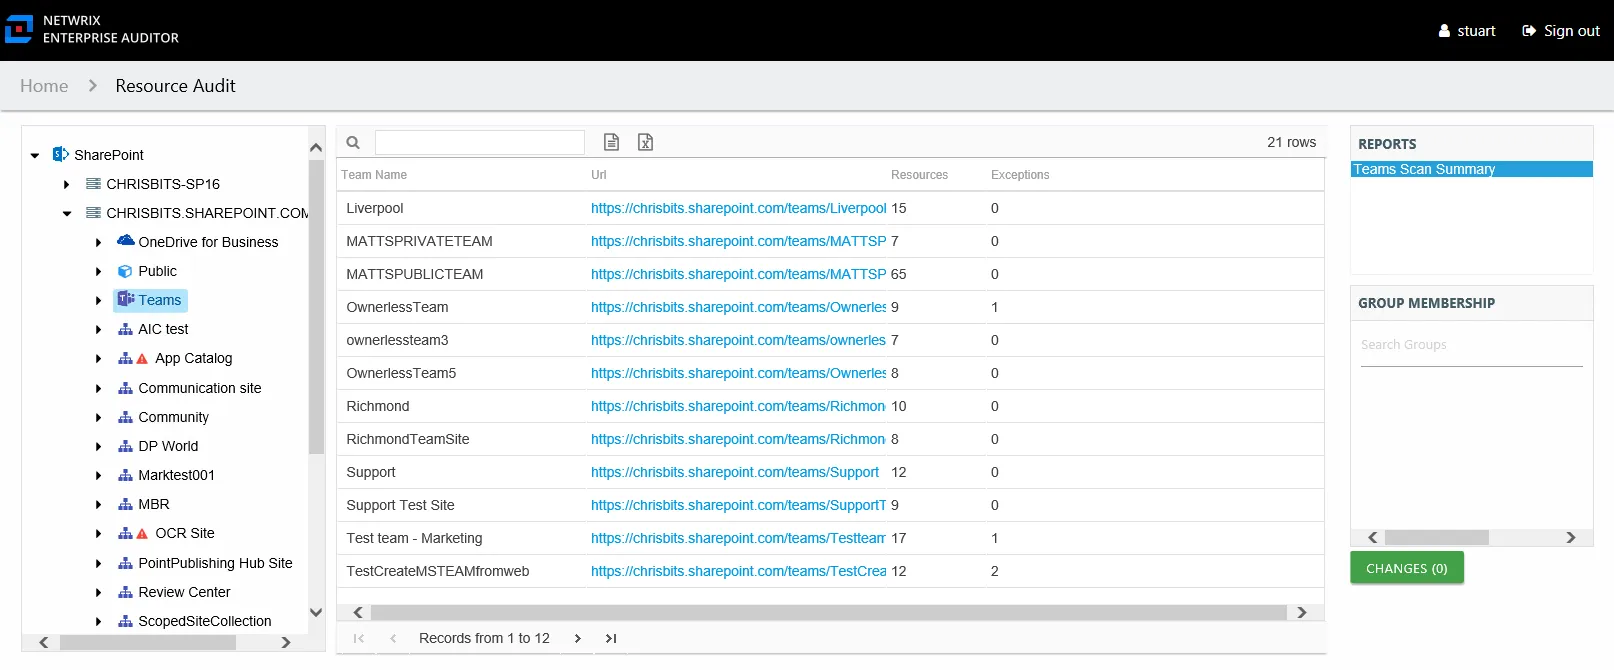 NETWRIX
ENTERPRISE AUDITOR
stuart
Sign out
Home > Resource Audit
SharePoint
CHRISBITS-SP16
CHRISBITS.SHAREPOINT.COM
OneDrive for Business
Public
Teams
AIC test
App Catalog
Communication site
Community
DP World
Marktest001
MBR
OCR Site
PointPublishing Hub Site
Review Center
ScopedSiteCollection
21 rows
Team Name Url Resources Exceptions
Liverpool https://chrisbits.sharepoint.com/teams/Liverpool 15 0
MATTSPRIVATETEAM https://chrisbits.sharepoint.com/teams/MATTSP 7 0
MATTSPUBLICTEAM https://chrisbits.sharepoint.com/teams/MATTSP 65 0
OwnerlessTeam https://chrisbits.sharepoint.com/teams/Ownerles 9 1
ownerlessteam3 https://chrisbits.sharepoint.com/teams/ownerles 7 0
OwnerlessTeam5 https://chrisbits.sharepoint.com/teams/Ownerles 8 0
Richmond https://chrisbits.sharepoint.com/teams/Richmon 10 0
RichmondTeamSite https://chrisbits.sharepoint.com/teams/Richmon 8 0
Support https://chrisbits.sharepoint.com/teams/Support 12 0
Support Test Site https://chrisbits.sharepoint.com/teams/SupportT 9 0
Test team - Marketing https://chrisbits.sharepoint.com/teams/Testtean 17 1
TestCreateMSTEAMfromweb https://chrisbits.sharepoint.com/teams/TestCrea 12 2
Records from 1 to 12
REPORTS
Teams Scan Summary
GROUP MEMBERSHIP
Search Groups
CHANGES (0)